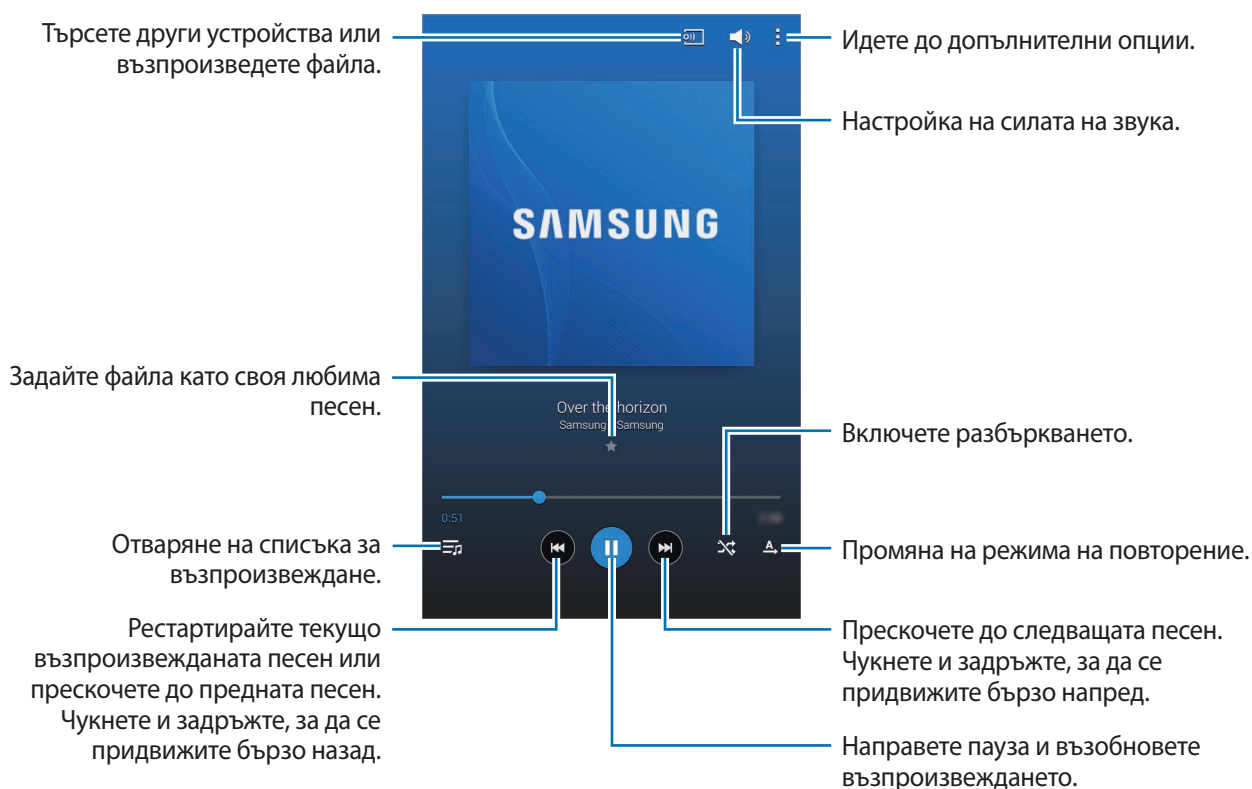 Търсете други устройства или
възпроизведете файла.
Идете до допълнителни опции.
Настройка на силата на звука.
SAMSUNG
Задайте файла като своя любима
песен.
Over the horizon
Samsung Samsung
Включете разбъркването.
0:51
Отваряне на списъка за
възпроизвеждане.
A
Промяна на режима на повторение.
Рестартирайте текущо
възпроизвежданата песен или
прескочете до предната песен.
Чукнете и задръжте, за да се
придвижите бързо назад.
Прескочете до следващата песен.
Чукнете и задръжте, за да се
придвижите бързо напред.
Направете пауза и възобновете
възпроизвеждането.